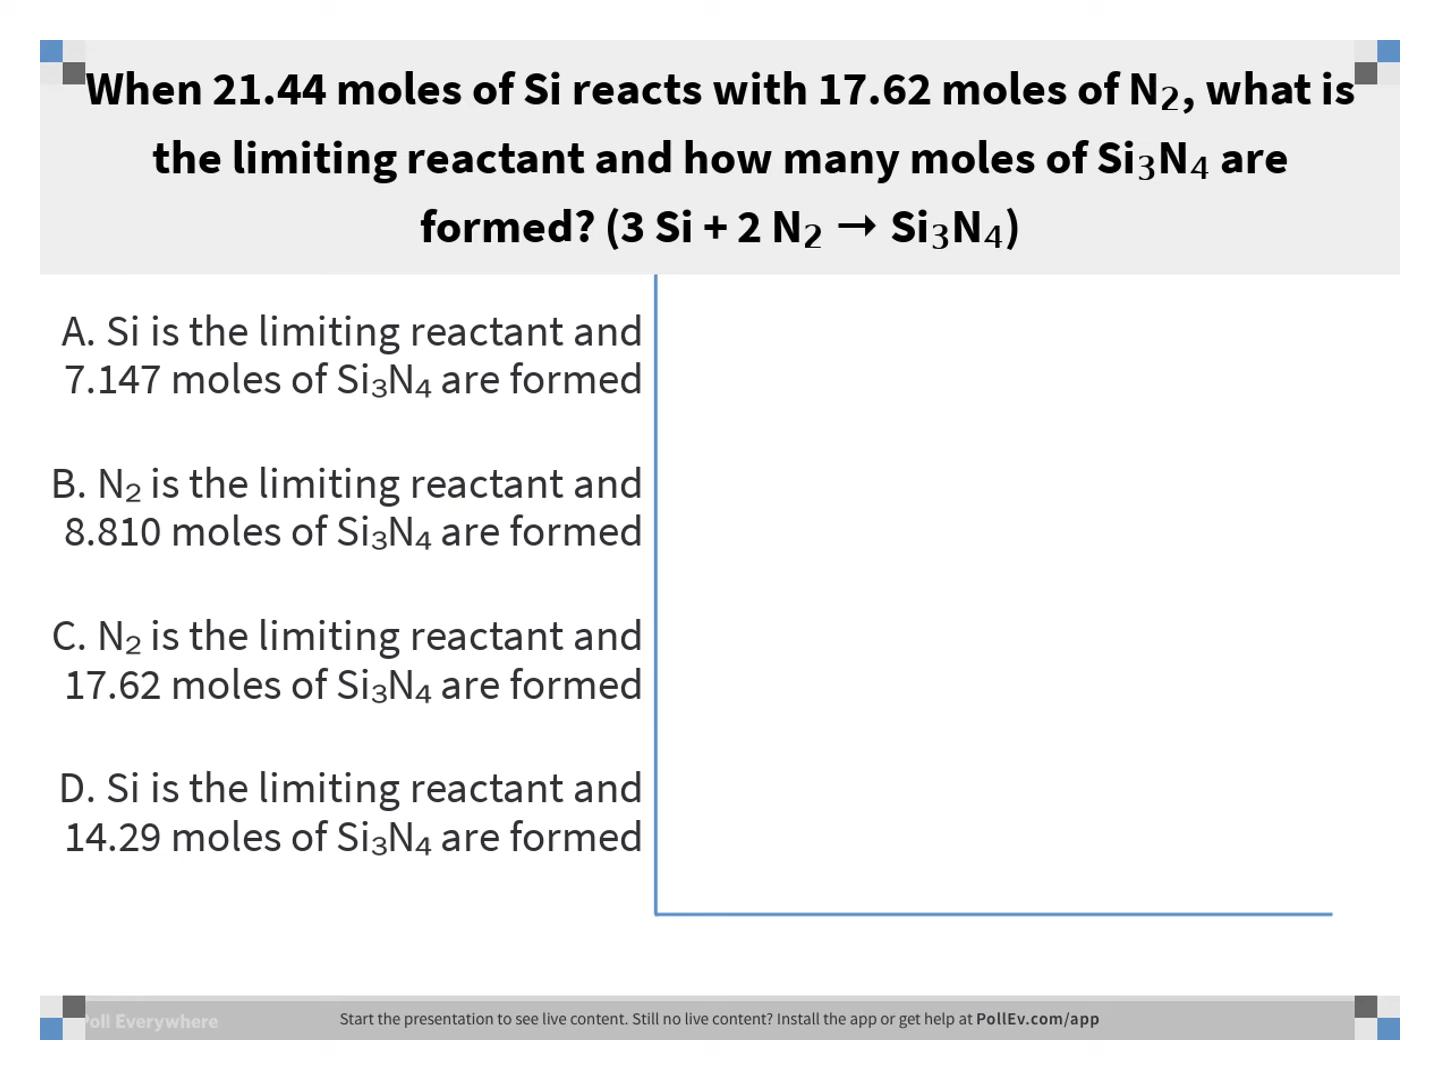 When 21.44 moles of Si reacts with 17.62 moles of N₂, what is
the limiting reactant and how many moles of Si₃N₄ are
formed? (3 Si + 2 N₂ → Si₃N₄)
A. Si is the limiting reactant and
7.147 moles of Si₃N₄ are formed
B. N₂ is the limiting reactant and
8.810 moles of Si₃N₄ are formed
C. N₂ is the limiting reactant and
17.62 moles of Si₃N₄ are formed
D. Si is the limiting reactant and
14.29 moles of Si₃N₄ are formed
Poll Everywhere
Start the presentation to see live content. Still no live content? Install the app or get help at PollEv.com/app